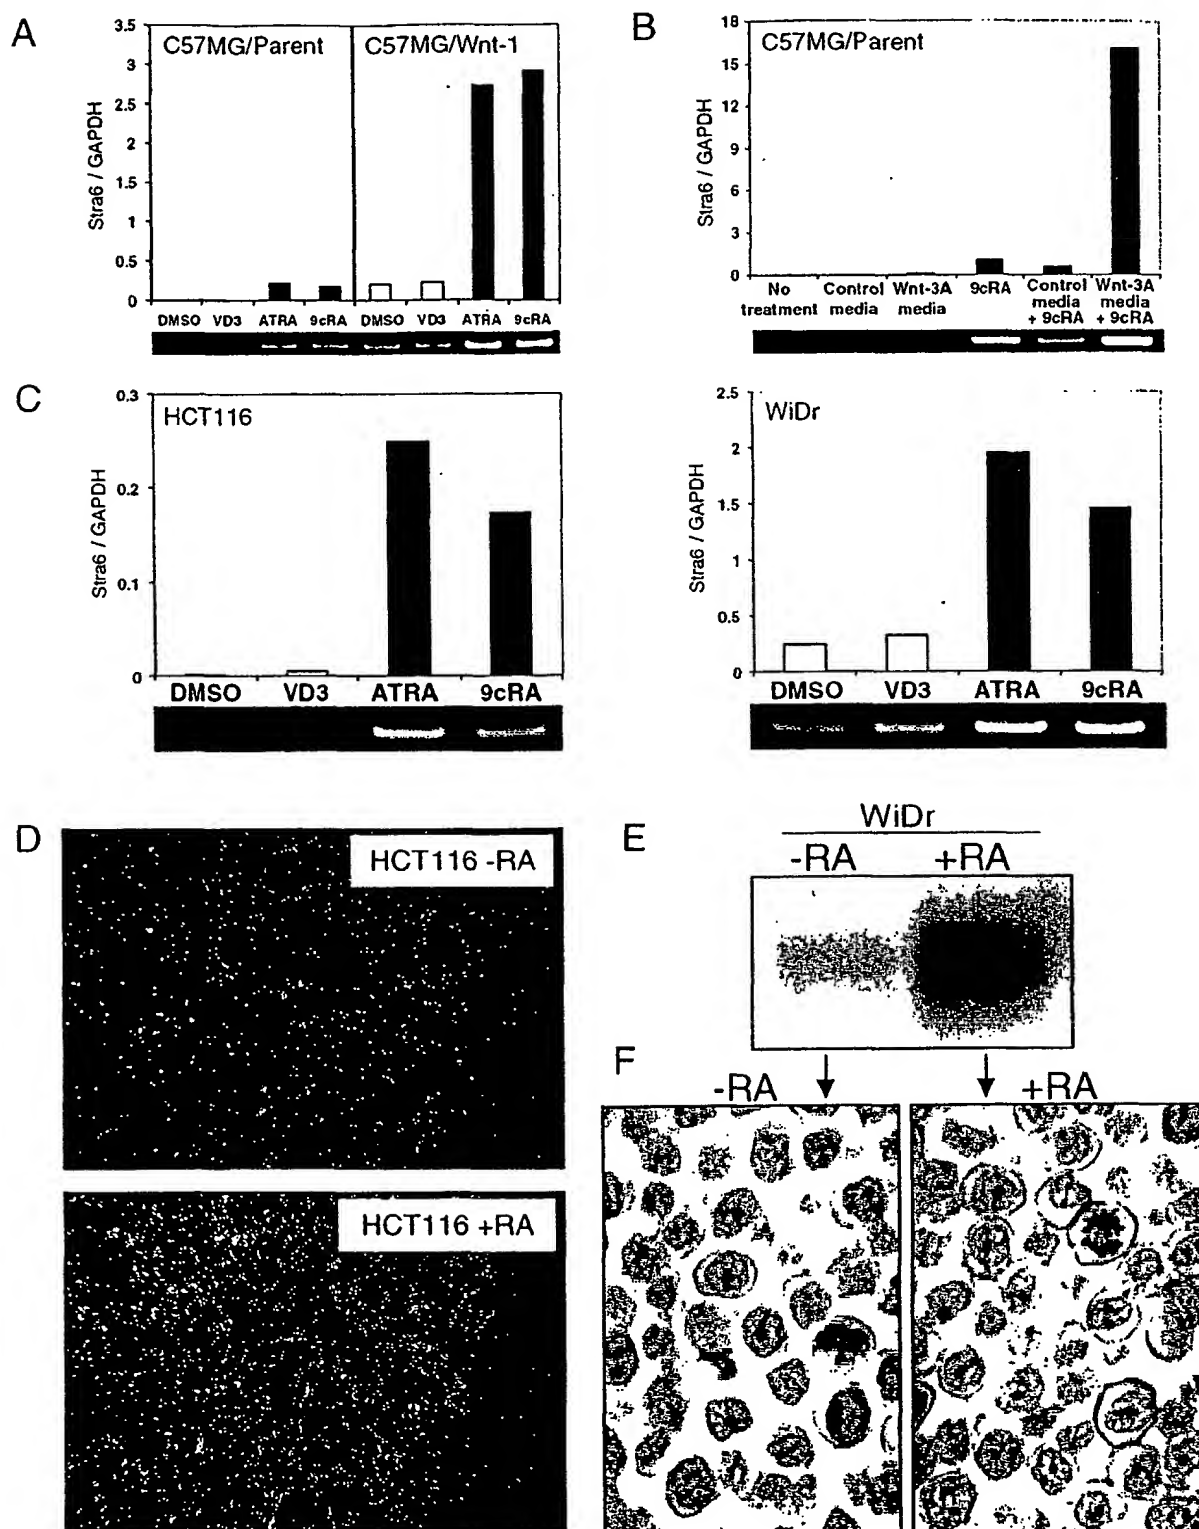 A
C57MG/Parent
C57MG/Wnt-1
Stra6 / GAPDH
3.5
3
2.5
2
1.5
1
0.5
0
DMSO VD3 ATRA 9cRA DMSO VD3 ATRA 9cRA
B
C57MG/Parent
Stra6 / GAPDH
18
15
12
9
6
3
0
No treatment
Control media
Wnt-3A media
9cRA
Control media + 9cRA
Wnt-3A media + 9cRA
C
HCT116
Stra6 / GAPDH
0.3
0.2
0.1
0
DMSO VD3 ATRA 9cRA
WiDr
Stra6 / GAPDH
2.5
2
1.5
1
0.5
0
DMSO VD3 ATRA 9cRA
D
HCT116 -RA
HCT116 +RA
E
WiDr
-RA +RA
F
-RA +RA